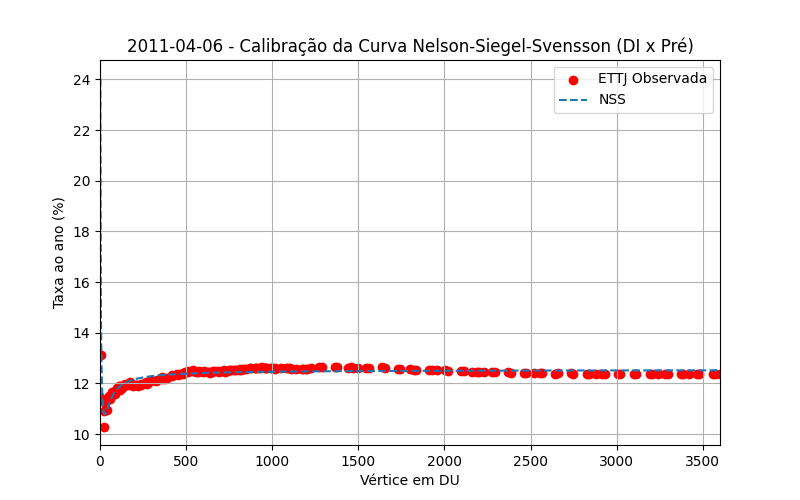 2011-04-06 - Calibração da Curva Nelson-Siegel-Svensson (DI x Pré)
ETTJ Observada
NSS
Taxa ao ano (%)
24
22
20
18
16
14
12
10
0 500 1000 1500 2000 2500 3000 3500
Vértice em DU